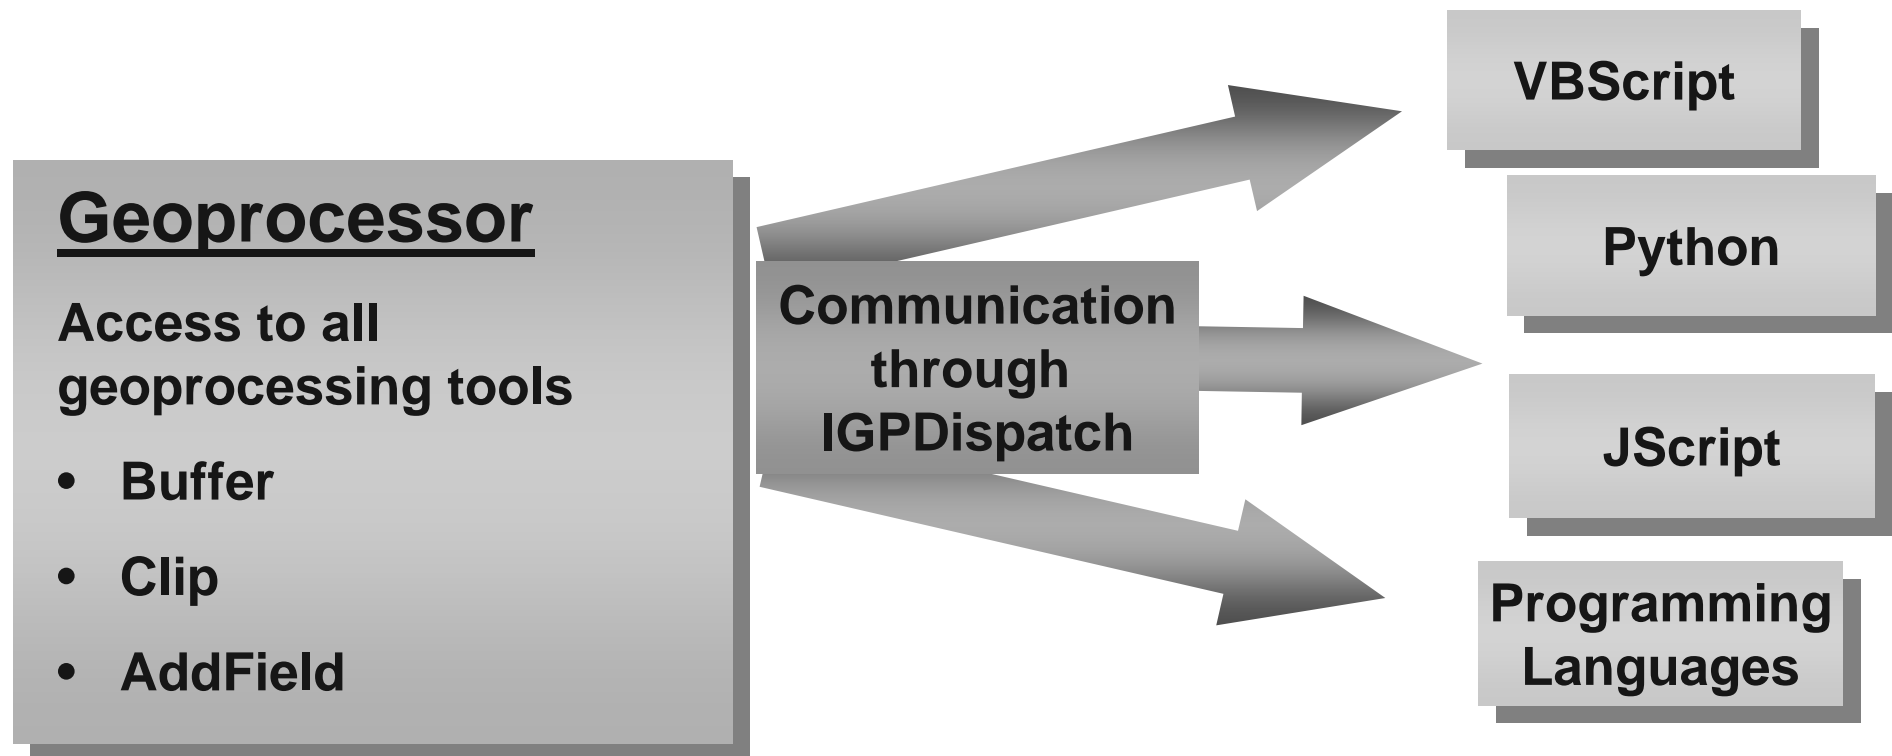 Geoprocessor
Access to all
geoprocessing tools
• Buffer
• Clip
• AddField
Communication
through
IGPDispatch
VBScript
Python
JScript
Programming
Languages